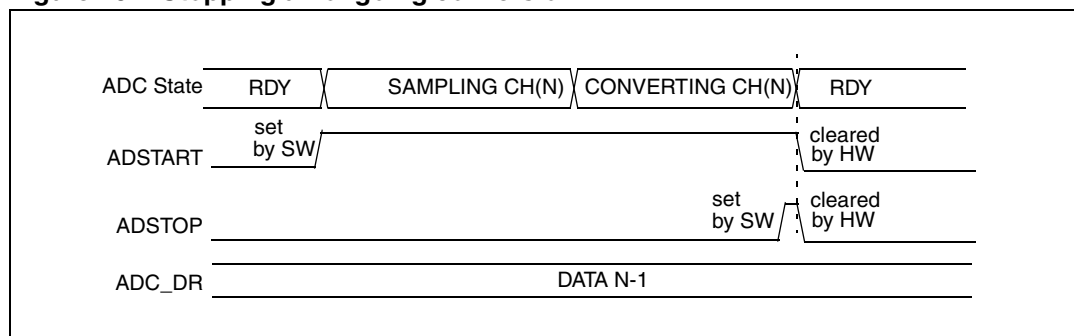 ADC State
RDY
SAMPLING CH(N)
CONVERTING CH(N)
RDY
ADSTART
set
by SW
cleared
by HW
ADSTOP
set
by SW
cleared
by HW
ADC_DR
DATA N-1